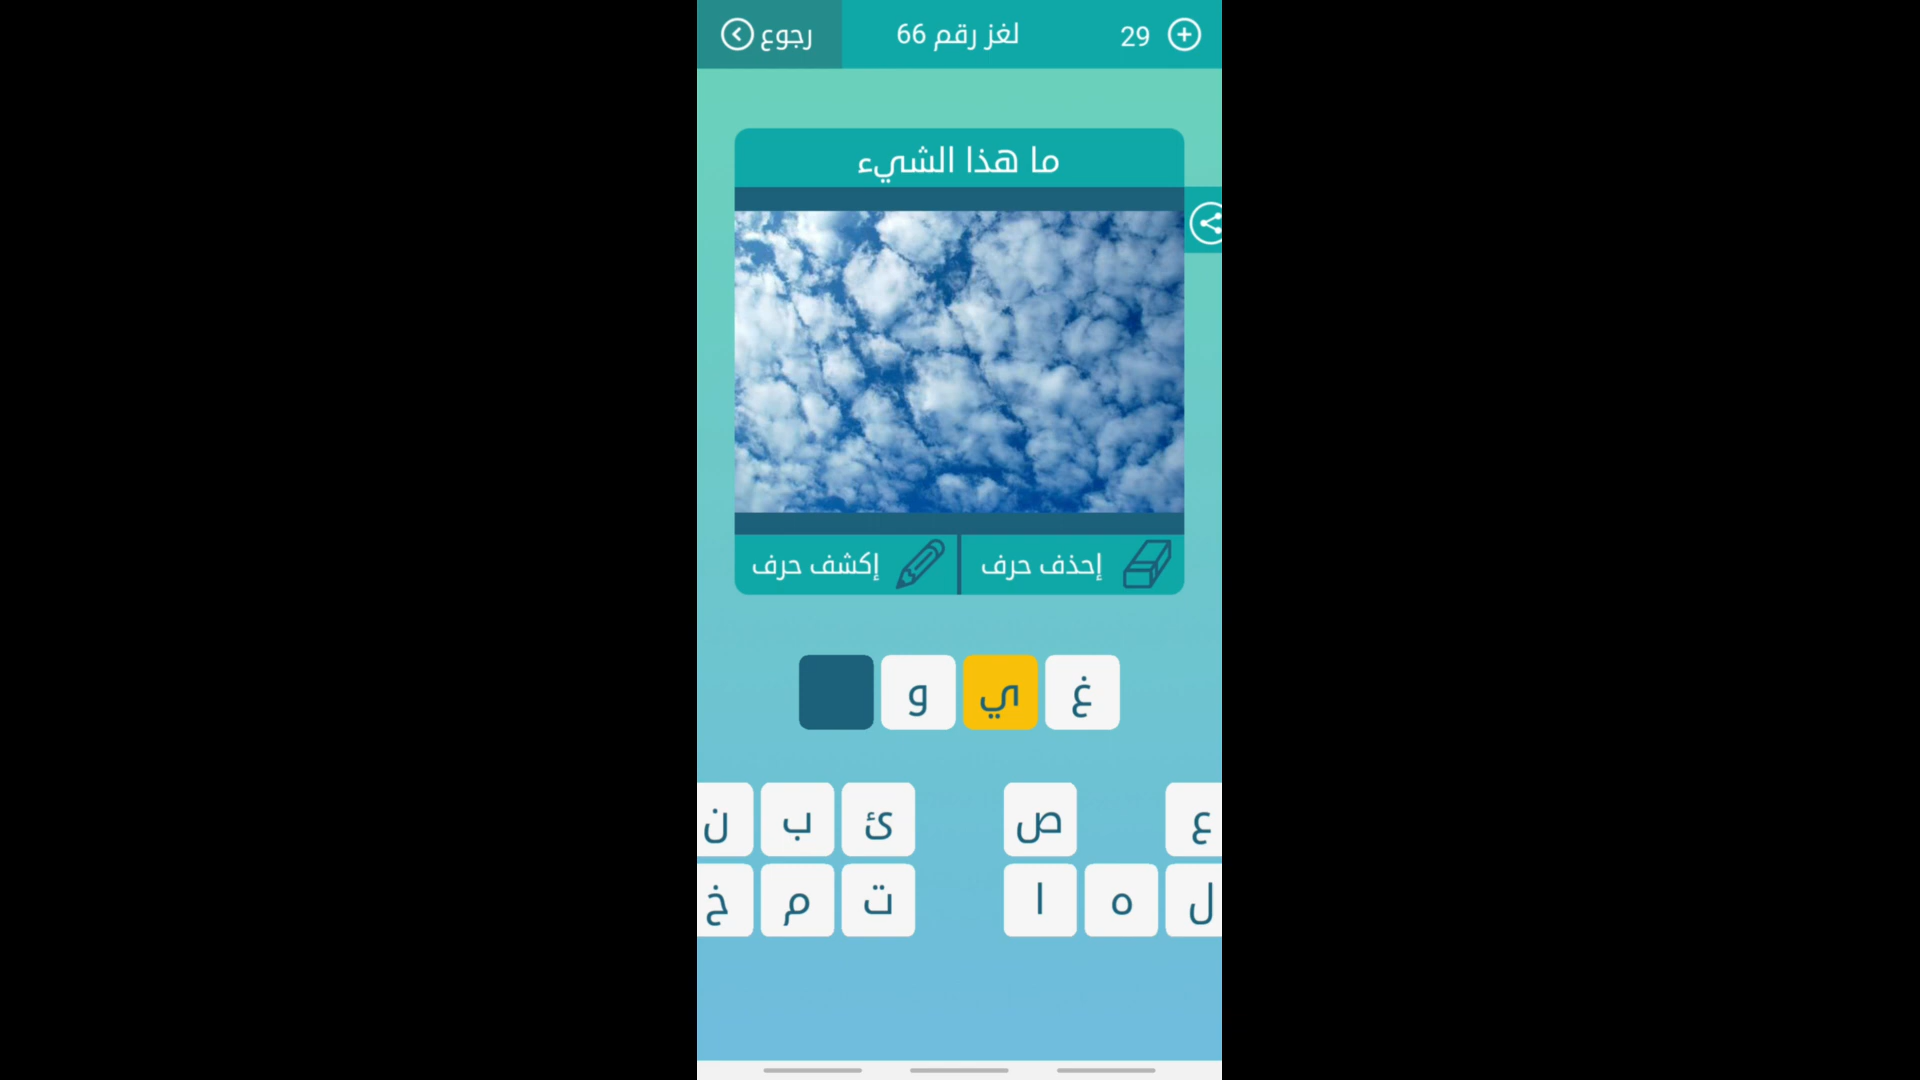 29 لغز رقم 66 رجوع
ما هذا الشيء
إحذف حرف إكشف حرف
غ ي و
ع ص ئ ب ن
ل ه ا ت م خ